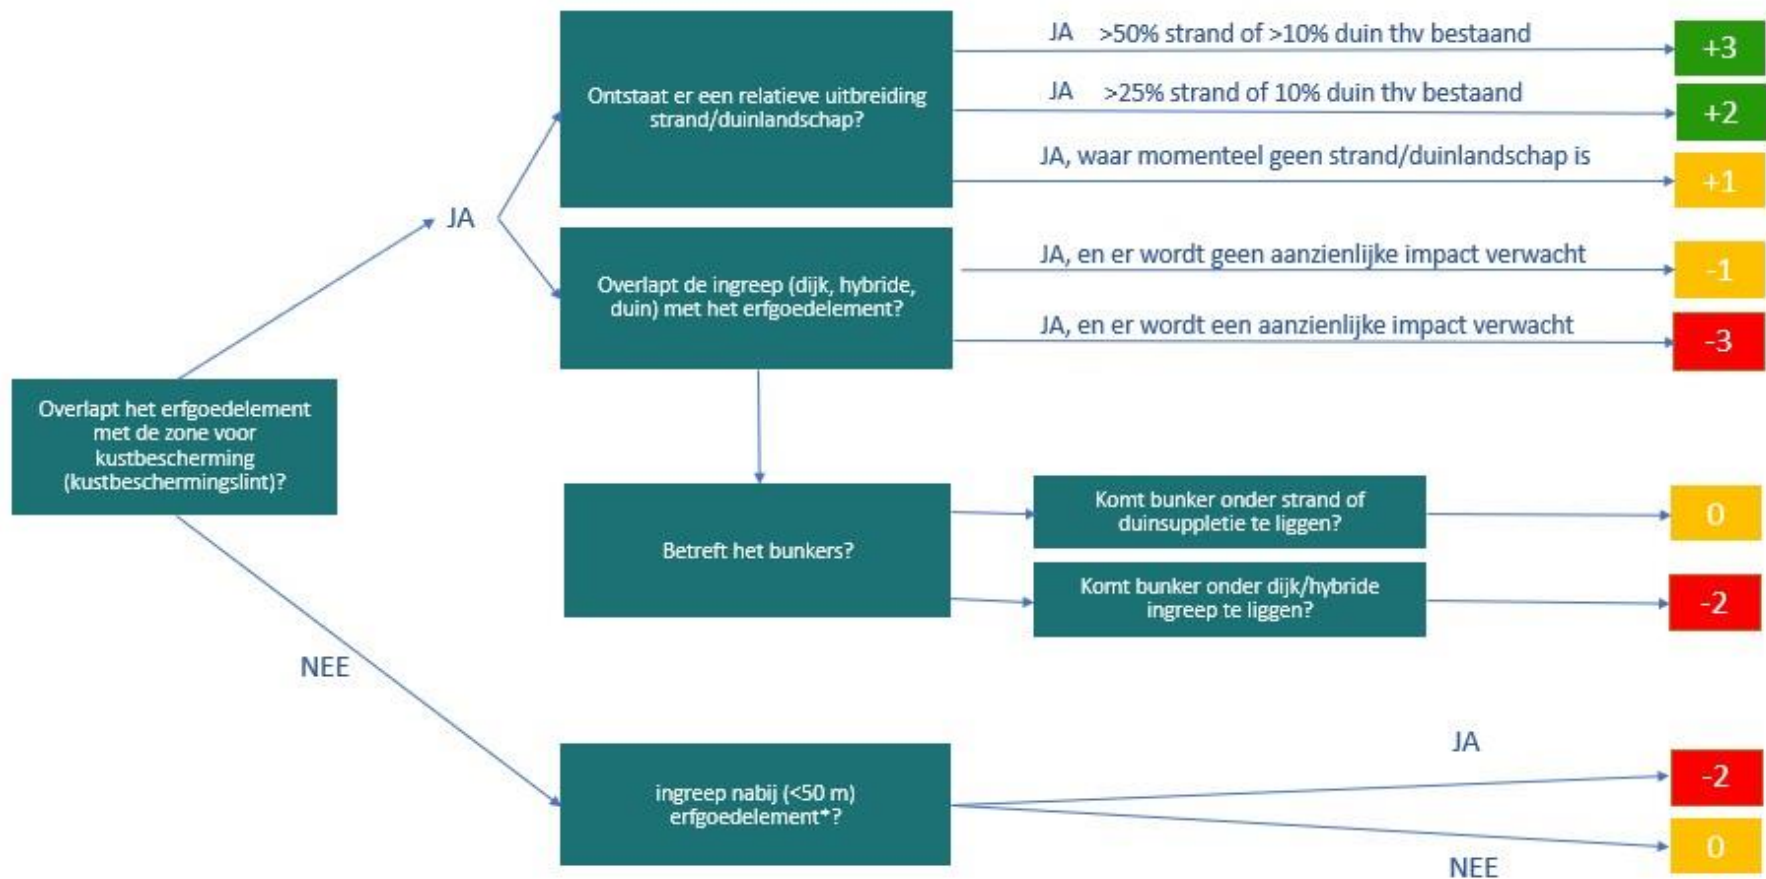 Ontstaat er een relatieve uitbreiding
strand/duinlandschap?
JA >50% strand of >10% duin thv bestaand
+3
JA >25% strand of 10% duin thv bestaand
+2
JA, waar momenteel geen strand/duinlandschap is
+1
JA
Overlapt de ingreep (dijk, hybride,
duin) met het erfgoedelement?
JA, en er wordt geen aanzienlijke impact verwacht
-1
JA, en er wordt een aanzienlijke impact verwacht
-3
Overlapt het erfgoedelement
met de zone voor
kustbescherming
(kustbeschermingslint)?
Betreft het bunkers?
Komt bunker onder strand of
duinsuppletie te liggen?
0
Komt bunker onder dijk/hybride
ingreep te liggen?
-2
NEE
ingreep nabij (<50 m)
erfgoedelement*?
JA
-2
NEE
0